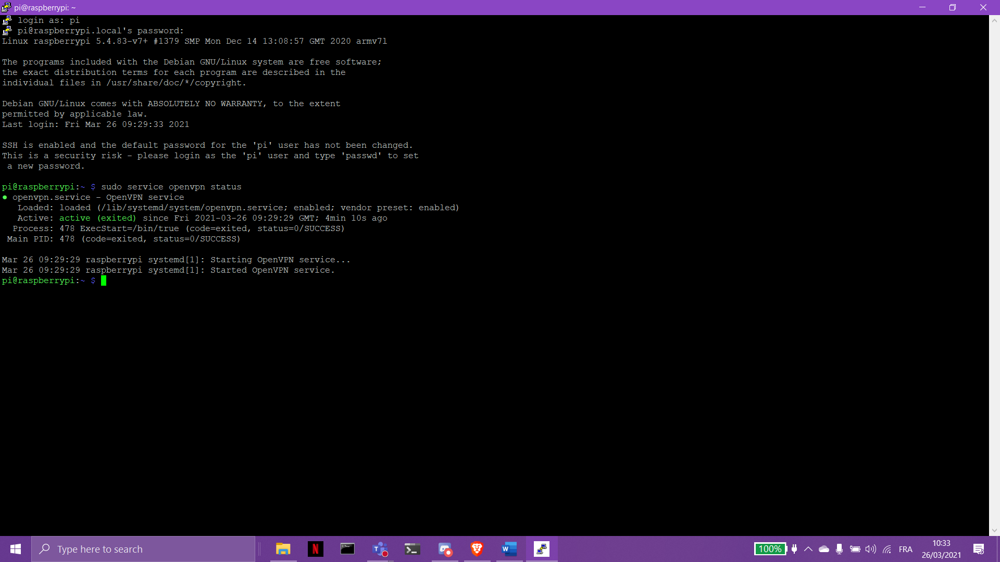 pi@raspberrypi: ~
login as: pi
pi@raspberrypi.local's password:
Linux raspberrypi 5.4.83-v7+ #1379 SMP Mon Dec 14 13:08:57 GMT 2020 armv7l
The programs included with the Debian GNU/Linux system are free software;
the exact distribution terms for each program are described in the
individual files in /usr/share/doc/*/copyright.
Debian GNU/Linux comes with ABSOLUTELY NO WARRANTY, to the extent
permitted by applicable law.
Last login: Fri Mar 26 09:29:33 2021
SSH is enabled and the default password for the 'pi' user has not been changed.
This is a security risk - please login as the 'pi' user and type 'passwd' to set
 a new password.
pi@raspberrypi:~ $ sudo service openvpn status
● openvpn.service - OpenVPN service
   Loaded: loaded (/lib/systemd/system/openvpn.service; enabled; vendor preset: enabled)
   Active: active (exited) since Fri 2021-03-26 09:29:29 GMT; 4min 10s ago
  Process: 478 ExecStart=/bin/true (code=exited, status=0/SUCCESS)
 Main PID: 478 (code=exited, status=0/SUCCESS)
Mar 26 09:29:29 raspberrypi systemd[1]: Starting OpenVPN service...
Mar 26 09:29:29 raspberrypi systemd[1]: Started OpenVPN service.
pi@raspberrypi:~ $
Type here to search
100%
FRA
10:33
26/03/2021